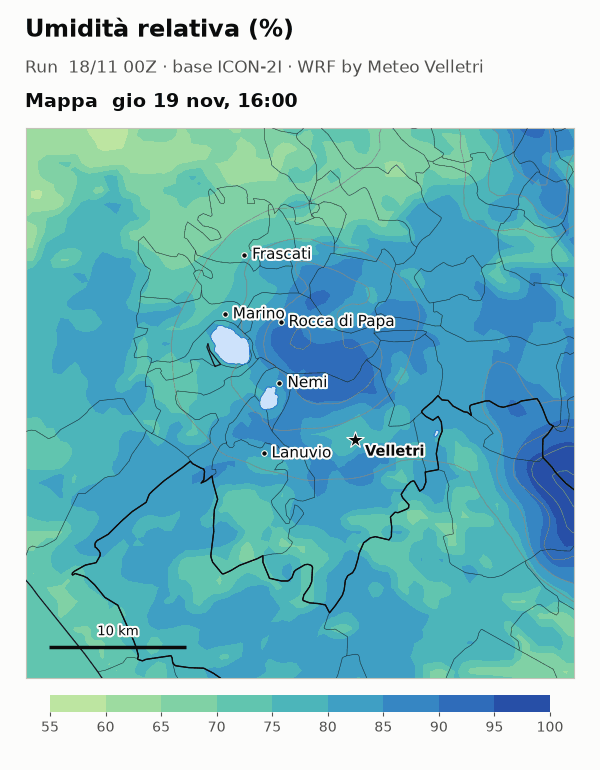 Umidità relativa (%)
Run  18/11 00Z · base ICON-2I · WRF by Meteo Velletri
Mappa  gio 19 nov, 16:00
Frascati
Marino
Rocca di Papa
Nemi
Velletri
Lanuvio
10 km
55 60 65 70 75 80 85 90 95 100